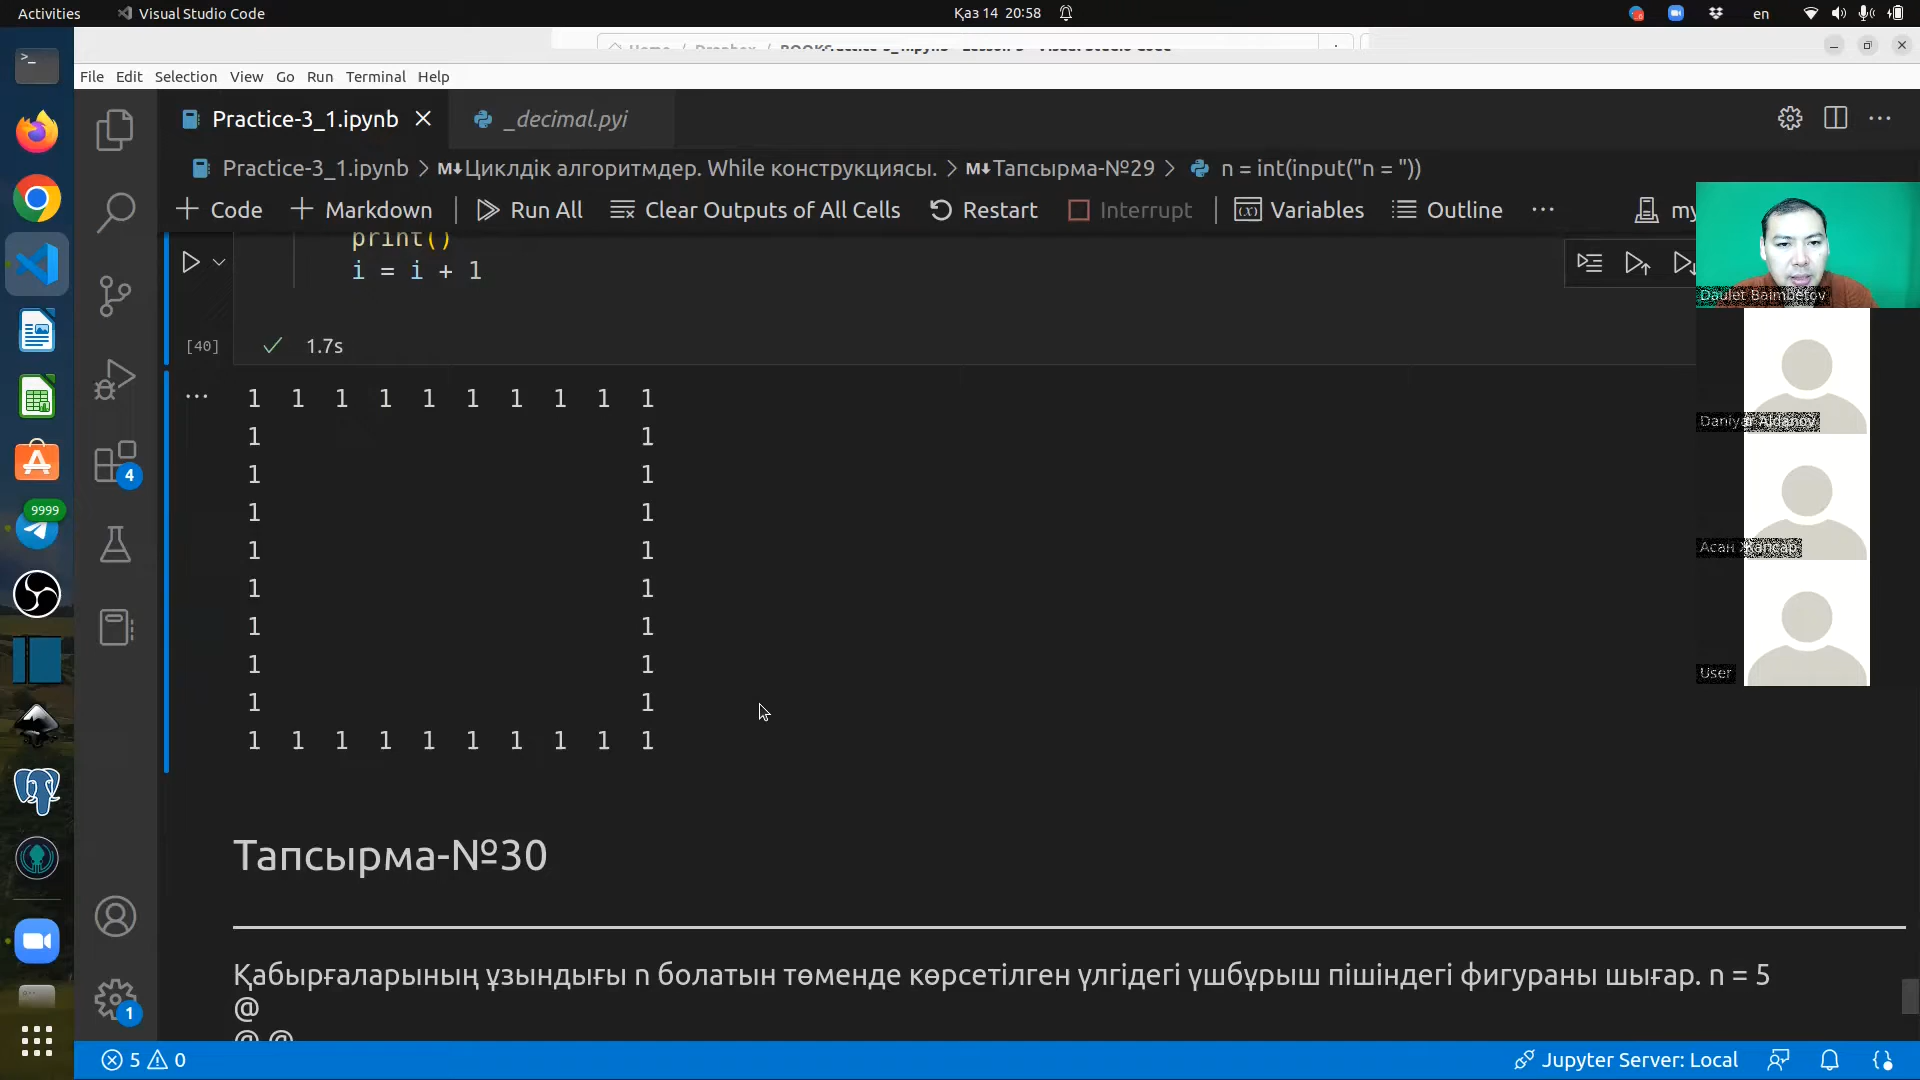 Activities Visual Studio Code Қаз 14 20:58 en
File Edit Selection View Go Run Terminal Help
Practice-3_1.ipynb _decimal.pyi
Practice-3_1.ipynb > M↓Циклдік алгоритмдер. While конструкциясы. > M↓Тапсырма-№29 > n = int(input("n = "))
+ Code + Markdown Run All Clear Outputs of All Cells Restart Interrupt Variables Outline ... my
print()
i = i + 1
[40] ✓ 1.7s
1 1 1 1 1 1 1 1 1 1
1 1
1 1
1 1
1 1
1 1
1 1
1 1
1 1
1 1 1 1 1 1 1 1 1 1
Тапсырма-№30
Қабырғаларының ұзындығы n болатын төменде көрсетілген үлгідегі үшбұрыш пішіндегі фигураны шығар. n = 5
@
@ @
Daulet Baimbetov
Daniyar Aidanov
Асан Жапсар
User
9999
4
1
5 0 Jupyter Server: Local